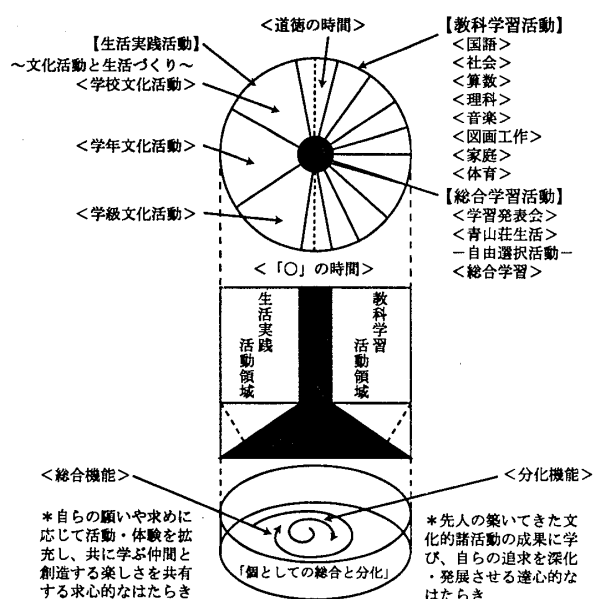 ＜道徳の時間＞
【生活実践活動】
～文化活動と生活づくり～
＜学校文化活動＞
＜学年文化活動＞
＜学級文化活動＞
【教科学習活動】
＜国語＞
＜社会＞
＜算数＞
＜理科＞
＜音楽＞
＜図画工作＞
＜家庭＞
＜体育＞
【総合学習活動】
＜学習発表会＞
＜青山荘生活＞
－自由選択活動－
＜総合学習＞
＜「○」の時間＞
生活実践
活動領域
教科学習
活動領域
＜総合機能＞
＊自らの願いや求めに
応じて活動・体験を拡
充し、共に学ぶ仲間と
創造する楽しさを共有
する求心的なはたらき
＜分化機能＞
＊先人の築いてきた文
化的諸活動の成果に学
び、自らの追求を深化
・発展させる達心的な
はたらき
「個としての総合と分化」